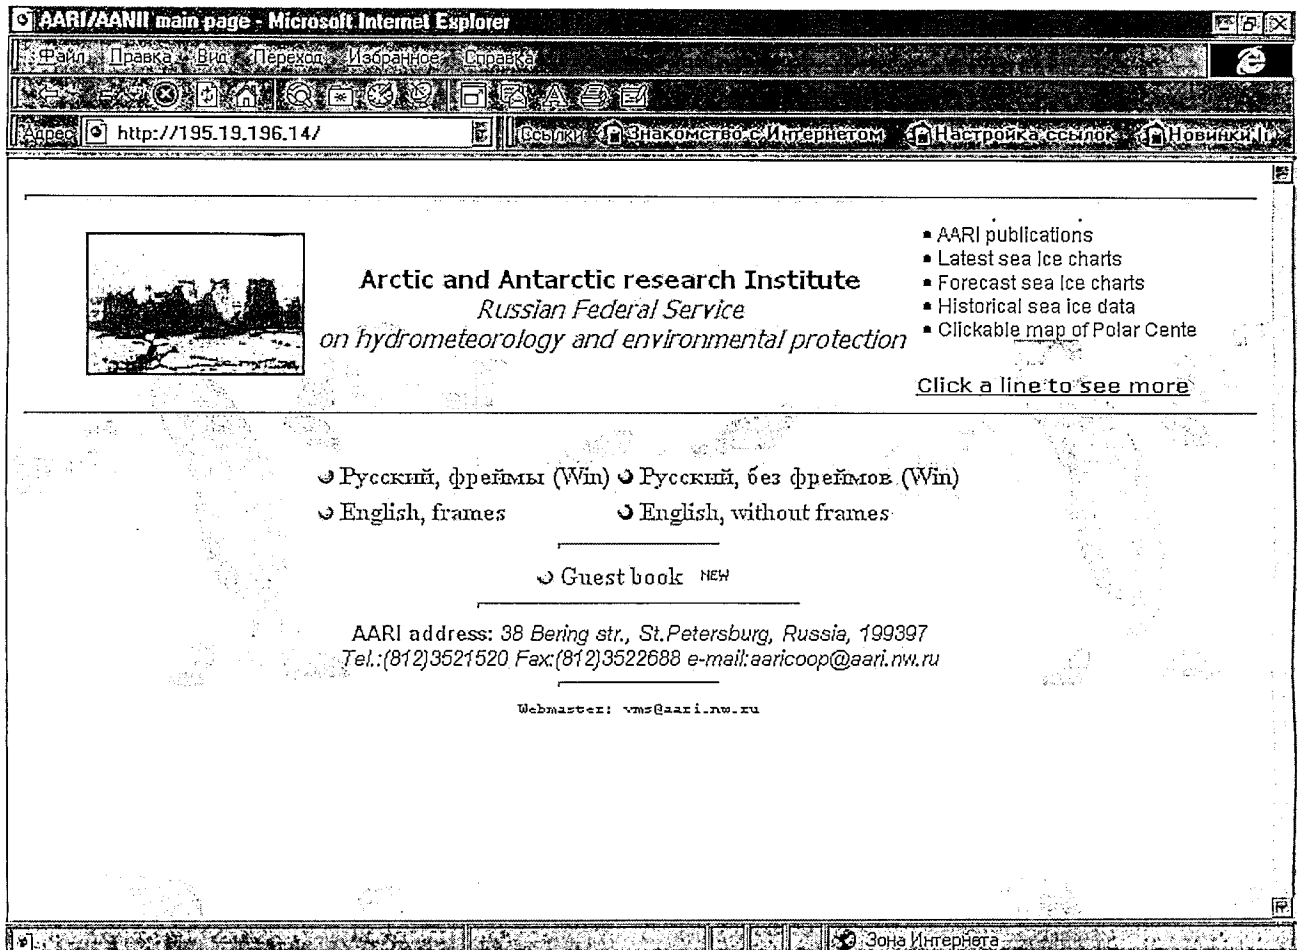 AARI/AANII main page - Microsoft Internet Explorer
Файл Правка Вид Переход Избранное Справка
Адрес http://195.19.196.14/ Ссылки Знакомство с Интернетом Настройка ссылок Новинки
AARI publications
Latest sea ice charts
Forecast sea ice charts
Historical sea ice data
Clickable map of Polar Cente
Click a line to see more
Arctic and Antarctic research Institute
Russian Federal Service
on hydrometeorology and environmental protection
Русский, фреймы (Win) Русский, без фреймов (Win)
English, frames English, without frames
Guest book NEW
AARI address: 38 Bering str., St.Petersburg, Russia, 199397
Tel.:(812)3521520 Fax:(812)3522688 e-mail:aaricoop@aari.nw.ru
Webmaster: vms@aari.nw.ru
Зона Интернета